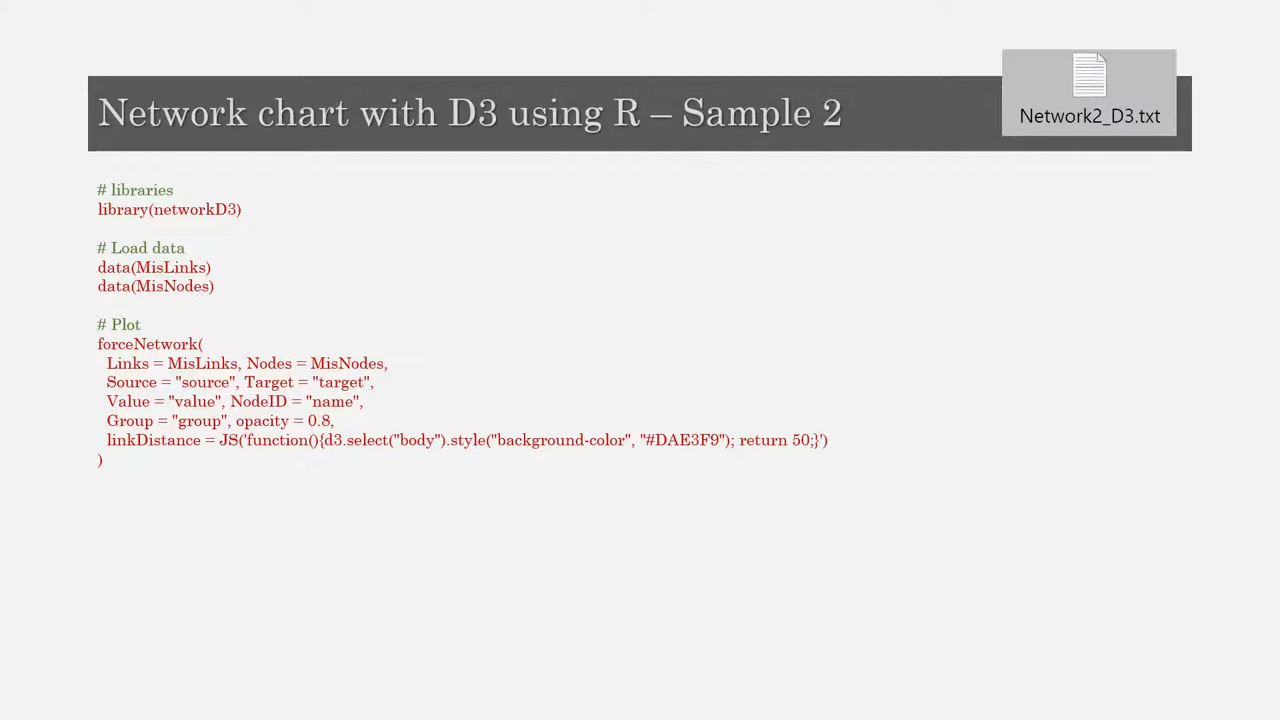 Network chart with D3 using R – Sample 2
Network2_D3.txt
# libraries
library(networkD3)
# Load data
data(MisLinks)
data(MisNodes)
# Plot
forceNetwork(
Links = MisLinks, Nodes = MisNodes,
Source = "source", Target = "target",
Value = "value", NodeID = "name",
Group = "group", opacity = 0.8,
linkDistance = JS('function(){d3.select("body").style("background-color", "#DAE3F9"); return 50;}')
)